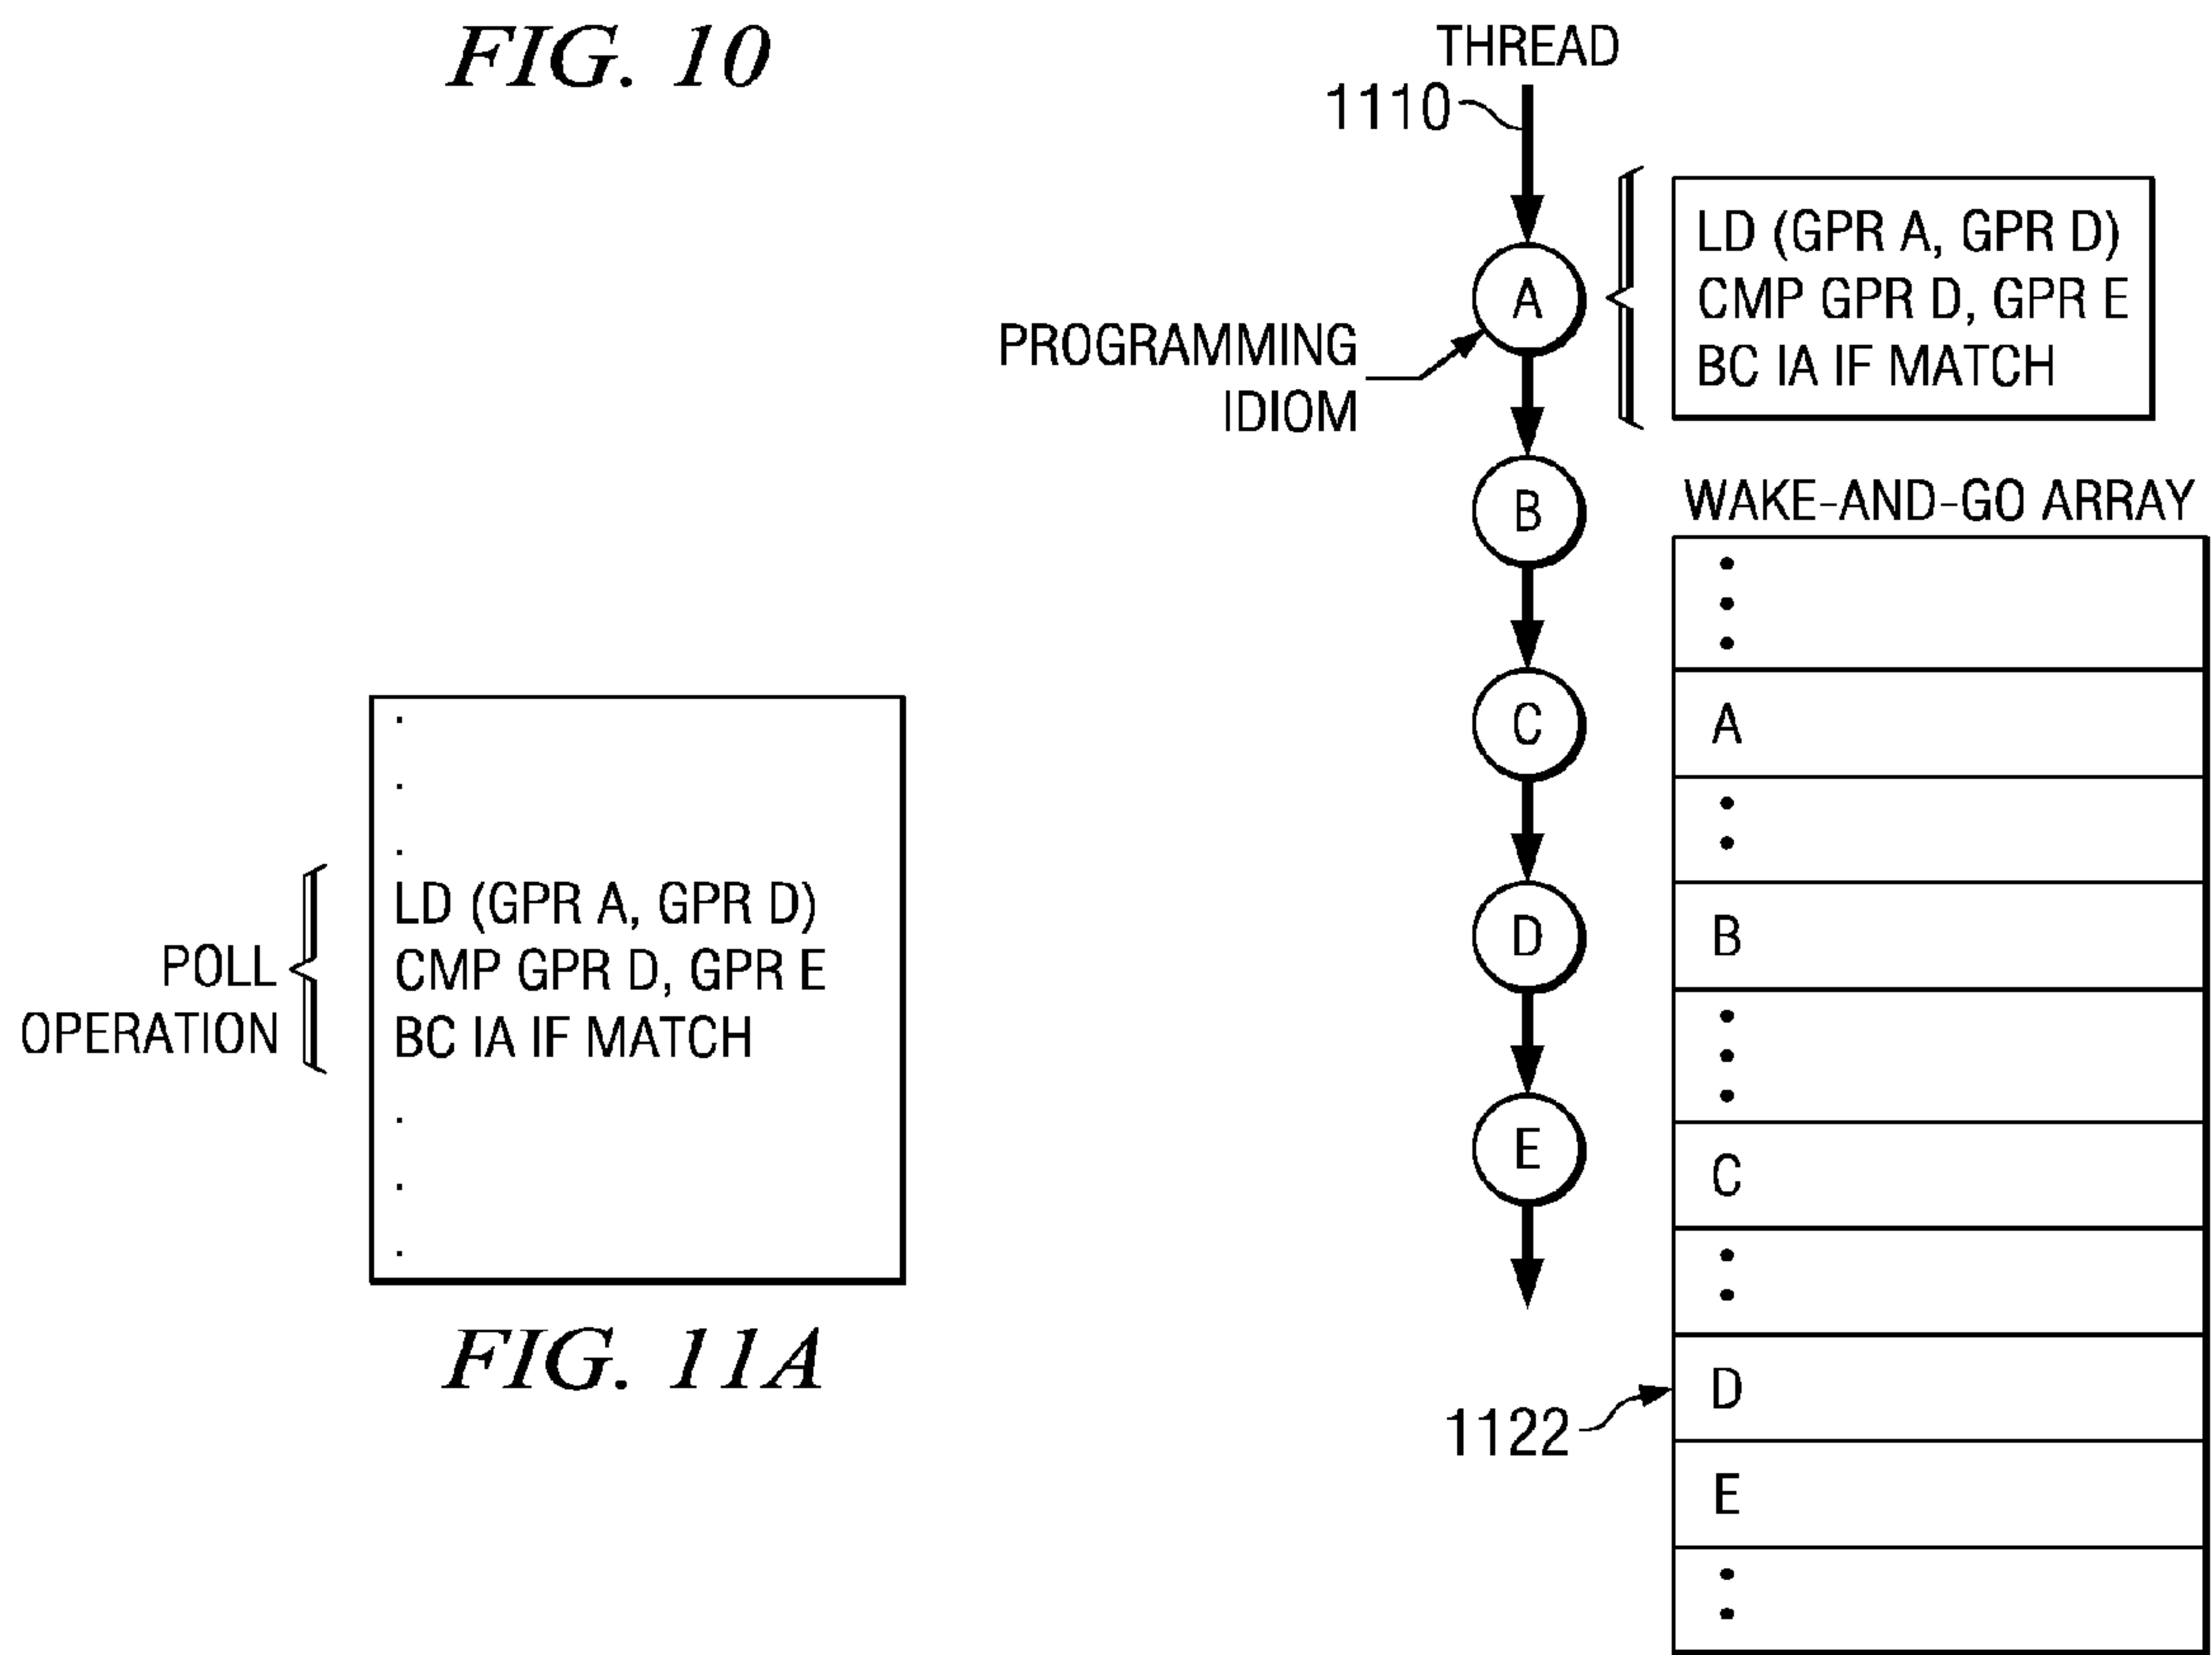 FIG. 10
THREAD
1110
LD (GPR A, GPR D)
CMP GPR D, GPR E
BC IA IF MATCH
A
PROGRAMMING
IDIOM
B
C
D
E
WAKE-AND-GO ARRAY
A
B
C
D
E
1122
POLL
OPERATION
LD (GPR A, GPR D)
CMP GPR D, GPR E
BC IA IF MATCH
FIG. 11A